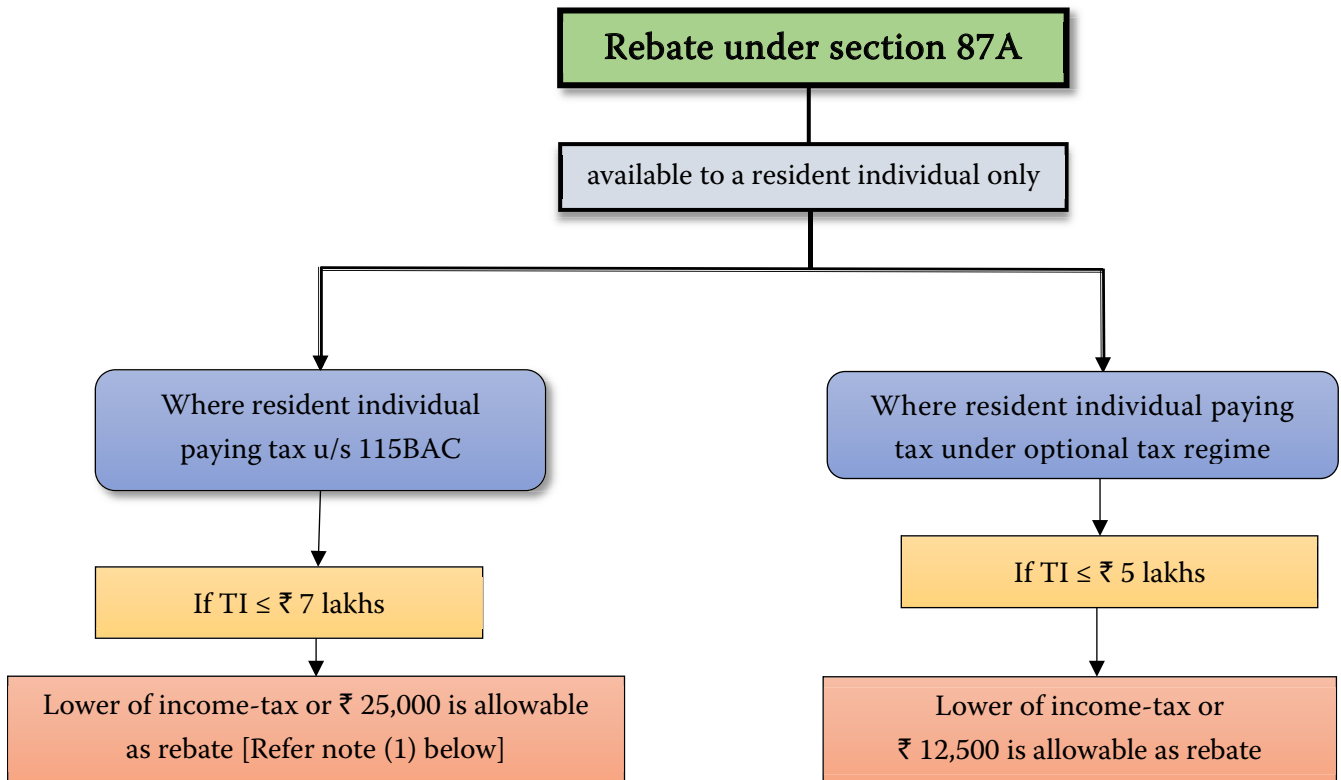 Rebate under section 87A
available to a resident individual only
Where resident individual
paying tax u/s 115BAC
If TI ≤ ₹ 7 lakhs
Lower of income-tax or ₹ 25,000 is allowable
as rebate [Refer note (1) below]
Where resident individual paying
tax under optional tax regime
If TI ≤ ₹ 5 lakhs
Lower of income-tax or
₹ 12,500 is allowable as rebate